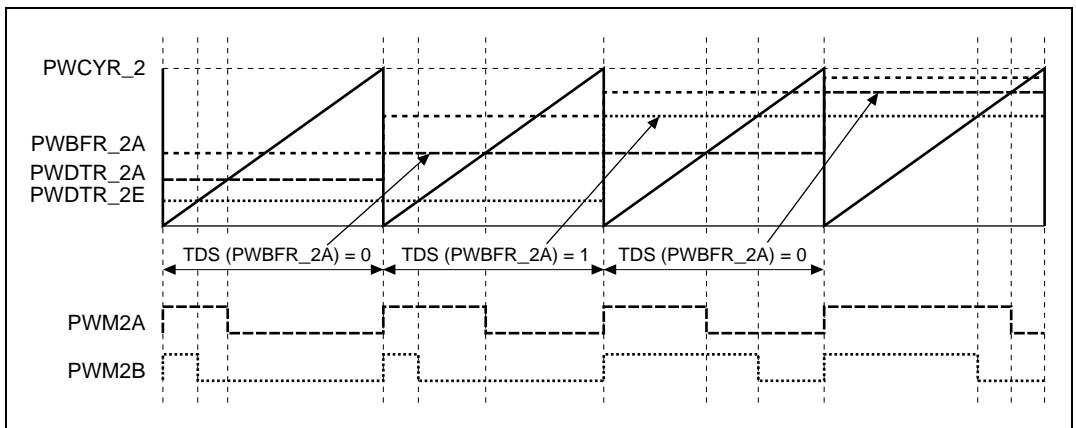 PWCYR_2
PWBFR_2A
PWDTR_2A
PWDTR_2E
TDS (PWBFR_2A) = 0
TDS (PWBFR_2A) = 1
TDS (PWBFR_2A) = 0
PWM2A
PWM2B